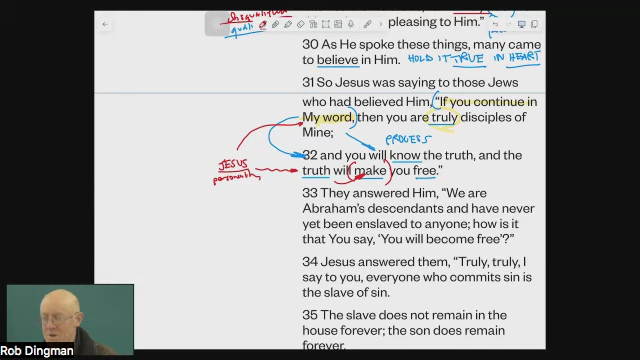 disqualified
quali
pleasing to Him.”
30 As He spoke these things, many came
to believe in Him. HOLD IT TRUE IN HEART
31 So Jesus was saying to those Jews
who had believed Him, “If you continue in
My word, then you are truly disciples of
Mine;
PROCESS
32 and you will know the truth, and the
JESUS
truth will make you free.”
personally
33 They answered Him, “We are
Abraham’s descendants and have never
yet been enslaved to anyone; how is it
that You say, ‘You will become free’?”
34 Jesus answered them, “Truly, truly, I
say to you, everyone who commits sin is
the slave of sin.
35 The slave does not remain in the
house forever; the son does remain
forever.
Rob Dingman